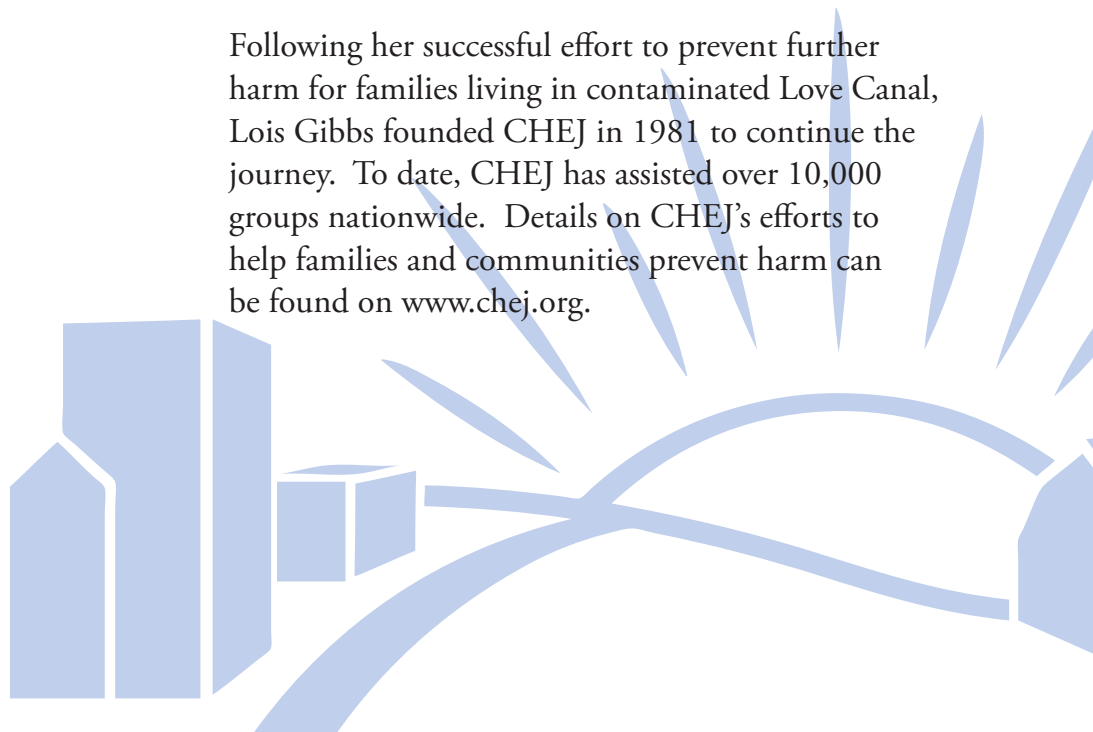 Following her successful effort to prevent further
harm for families living in contaminated Love Canal,
Lois Gibbs founded CHEJ in 1981 to continue the
journey.  To date, CHEJ has assisted over 10,000
groups nationwide.  Details on CHEJ's efforts to
help families and communities prevent harm can
be found on www.chej.org.